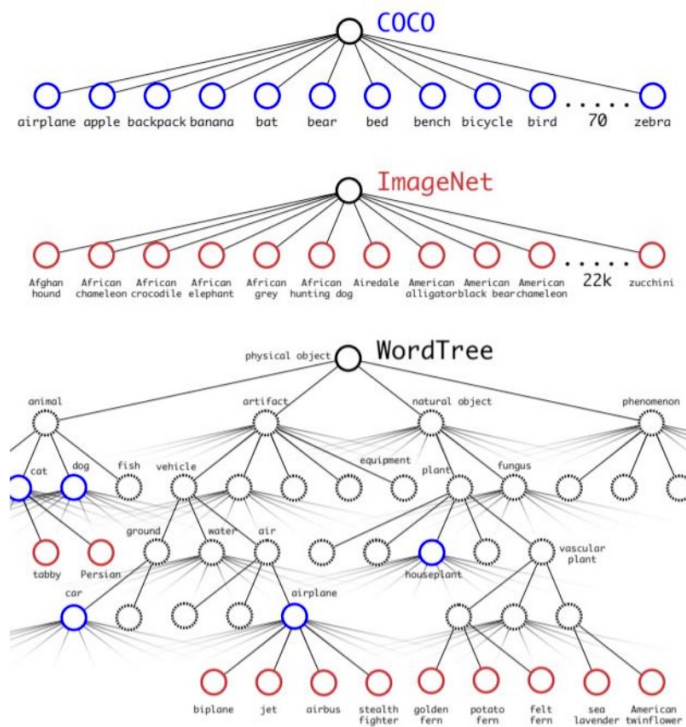 COCO
airplane apple backpack banana bat bear bed bench bicycle bird ..... 70 zebra
ImageNet
Afghan hound
African chameleon
African crocodile
African elephant
African grey
African hunting dog
Airedale
American alligator
American black bear
American chameleon
..... 22k
zucchini
WordTree
physical object
animal artifact natural object phenomenon
cat dog fish vehicle equipment plant fungus
tabby Persian ground water air houseplant vascular plant
car airplane
biplane jet airbus stealth fighter golden fern potato fern felt fern sea lavender American twinflower